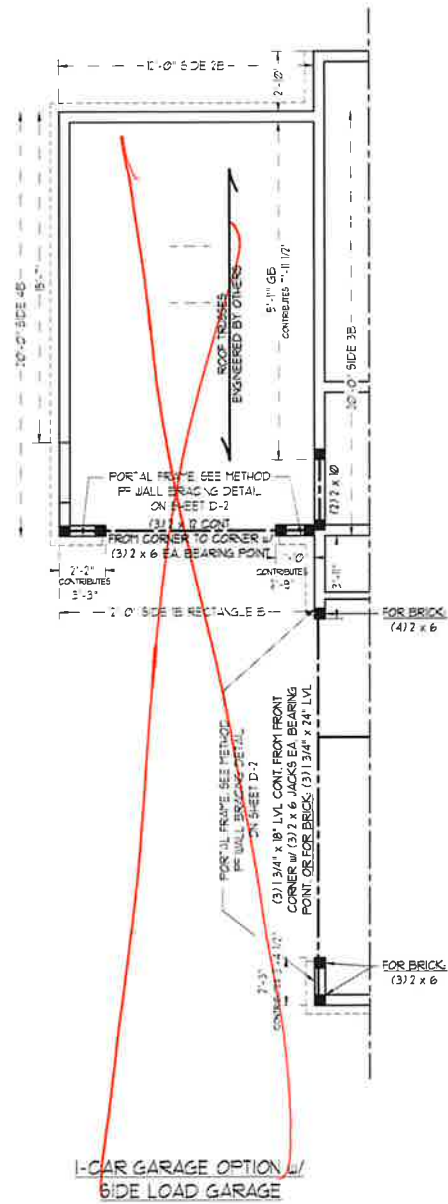 12'-0" SIDE 2B
2'-10"
20'-0" SIDE 4B
15'-7"
ROOF TRUSSES
ENGINEERED BY OTHERS
5'-11" GB
CONTRIBUTES
20'-0" SIDE 3B
(2) 2 x 10
PORTAL FRAME, SEE METHOD
PF WALL BRACING DETAIL
ON SHEET D-2
(3) 2 x 12 CONT.
FROM CORNER TO CORNER w/
(3) 2 x 6 EA. BEARING POINT
2'-2"
CONTRIBUTES
3'-3"
CONTRIBUTES
3'-11"
SIDE 1B RECTANGLE B
FOR BRICK:
(4) 2 x 6
PORTAL FRAME, SEE METHOD
PF WALL BRACING DETAIL
ON SHEET D-2
(3) 1 3/4" x 18" LVL CONT. FROM FRONT
CORNER w/ (3) 2 x 6 JACKS EA. BEARING
POINT. OR FOR BRICK: (3) 1 3/4" x 24" LVL
2'-3"
3'-4 1/2"
FOR BRICK:
(3) 2 x 6
1-CAR GARAGE OPTION w/
SIDE LOAD GARAGE